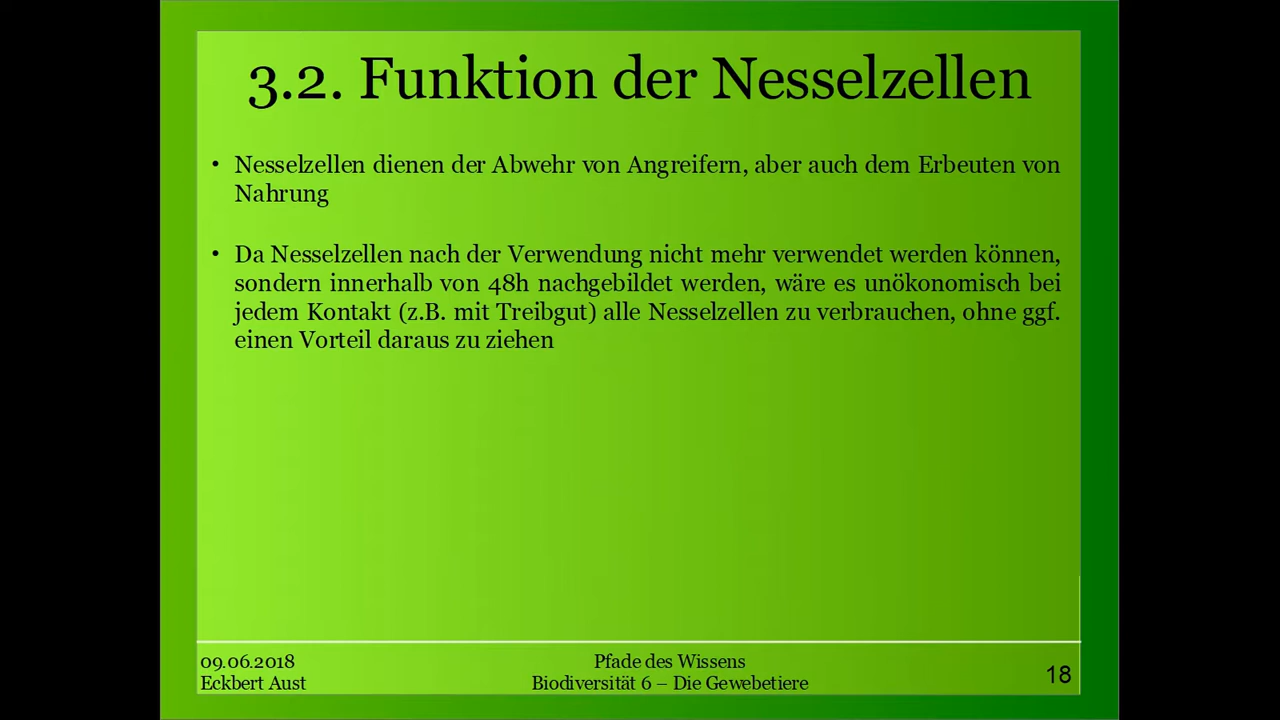 3.2. Funktion der Nesselzellen
• Nesselzellen dienen der Abwehr von Angreifern, aber auch dem Erbeuten von
Nahrung
• Da Nesselzellen nach der Verwendung nicht mehr verwendet werden können,
sondern innerhalb von 48h nachgebildet werden, wäre es unökonomisch bei
jedem Kontakt (z.B. mit Treibgut) alle Nesselzellen zu verbrauchen, ohne ggf.
einen Vorteil daraus zu ziehen
09.06.2018
Eckbert Aust
Pfade des Wissens
Biodiversität 6 – Die Gewebetiere
18